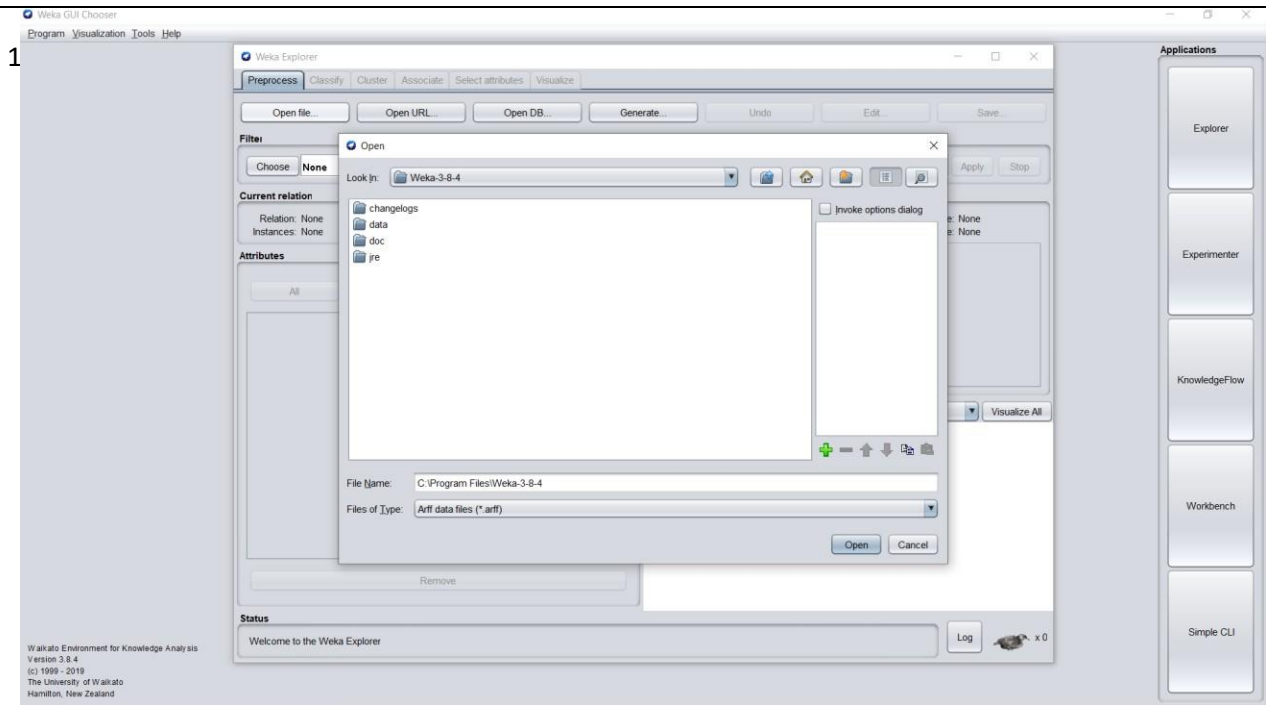 Weka GUI Chooser
Program Visualization Tools Help
1
Applications
Weka Explorer
Preprocess Classify Cluster Associate Select attributes Visualize
Open file... Open URL... Open DB... Generate... Undo Edit... Save...
Explorer
Filter
Open
Choose None
Apply Stop
Look In: Weka-3-8-4
Current relation
changelogs
Invoke options dialog
Relation: None
data
e: None
Instances: None
doc
e: None
Attributes
jre
Experimenter
All
KnowledgeFlow
Visualize All
File Name: C:\Program Files\Weka-3-8-4
Files of Type: Arff data files (*.arff)
Workbench
Open Cancel
Remove
Status
Welcome to the Weka Explorer
Log x 0
Simple CLI
Waikato Environment for Knowledge Analysis
Version 3.8.4
(c) 1999 - 2019
The University of Waikato
Hamilton, New Zealand